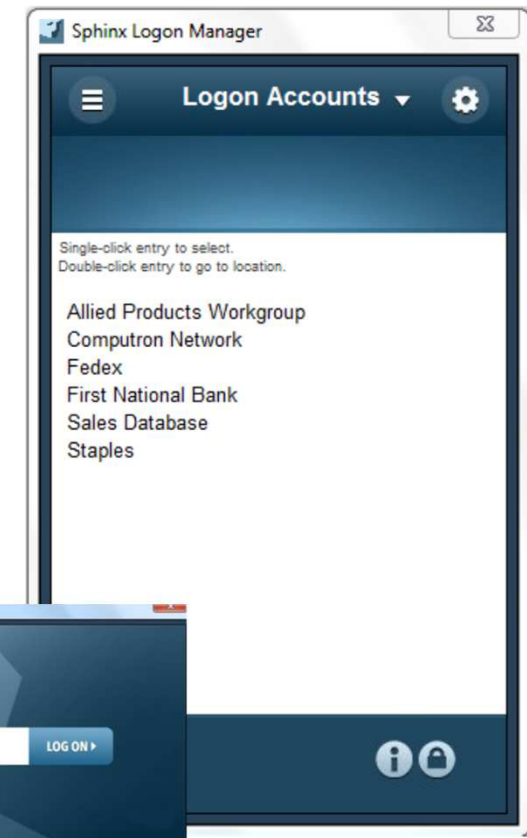 Sphinx Logon Manager
Logon Accounts
Single-click entry to select.
Double-click entry to go to location.
Allied Products Workgroup
Computron Network
Fedex
First National Bank
Sales Database
Staples
LOG ON